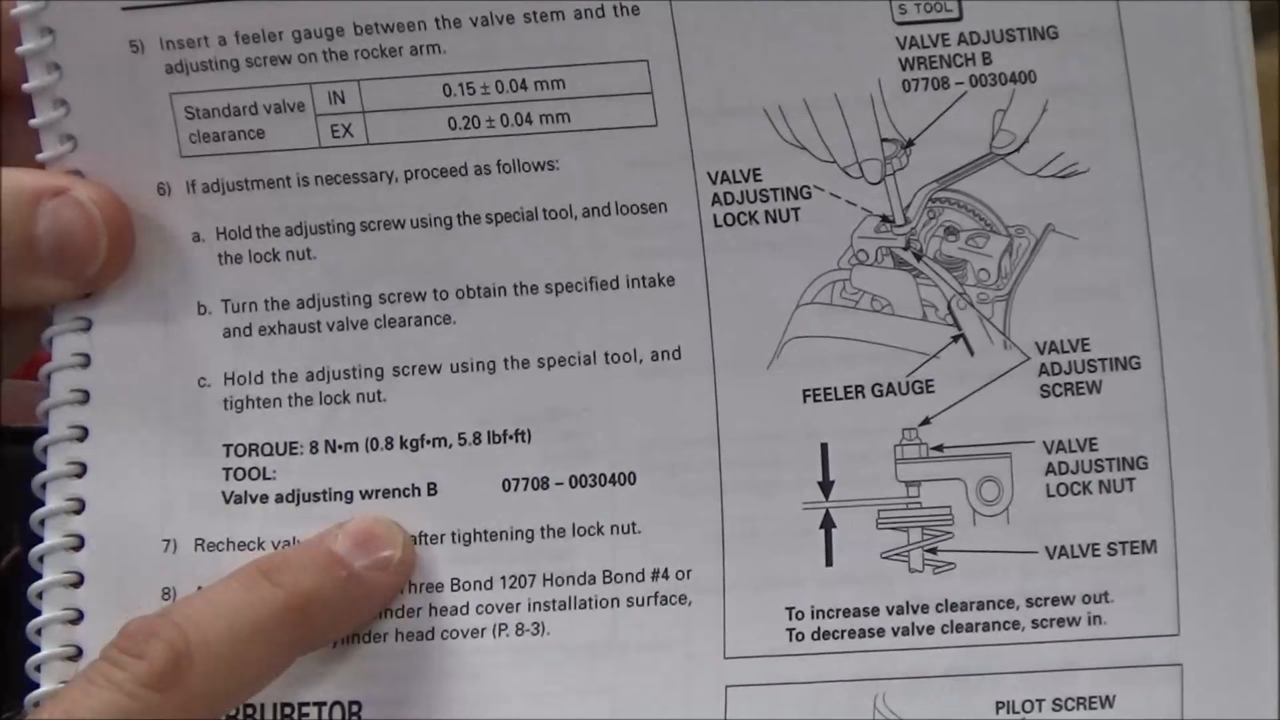 5) Insert a feeler gauge between the valve stem and the
adjusting screw on the rocker arm.
Standard valve
clearance
IN
0.15 ± 0.04 mm
EX
0.20 ± 0.04 mm
6) If adjustment is necessary, proceed as follows:
a. Hold the adjusting screw using the special tool, and loosen
the lock nut.
b. Turn the adjusting screw to obtain the specified intake
and exhaust valve clearance.
c. Hold the adjusting screw using the special tool, and
tighten the lock nut.
TORQUE: 8 N•m (0.8 kgf•m, 5.8 lbf•ft)
TOOL:
Valve adjusting wrench B 07708 – 0030400
7) Recheck after tightening the lock nut.
8) Three Bond 1207 Honda Bond #4 or
head cover installation surface,
head cover (P. 8-3).
S TOOL
VALVE ADJUSTING
WRENCH B
07708 – 0030400
VALVE
ADJUSTING
LOCK NUT
FEELER GAUGE
VALVE
ADJUSTING
SCREW
VALVE
ADJUSTING
LOCK NUT
VALVE STEM
To increase valve clearance, screw out.
To decrease valve clearance, screw in.
PILOT SCREW